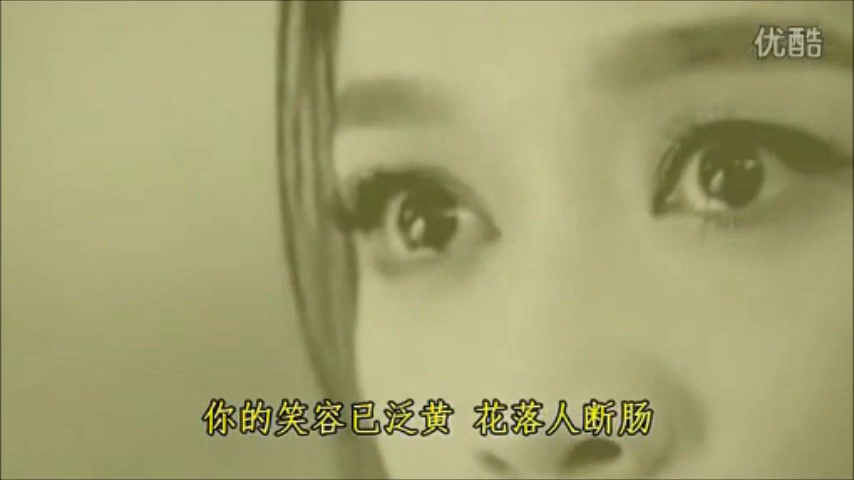 优酷
你的笑容已泛黄 花落人断肠